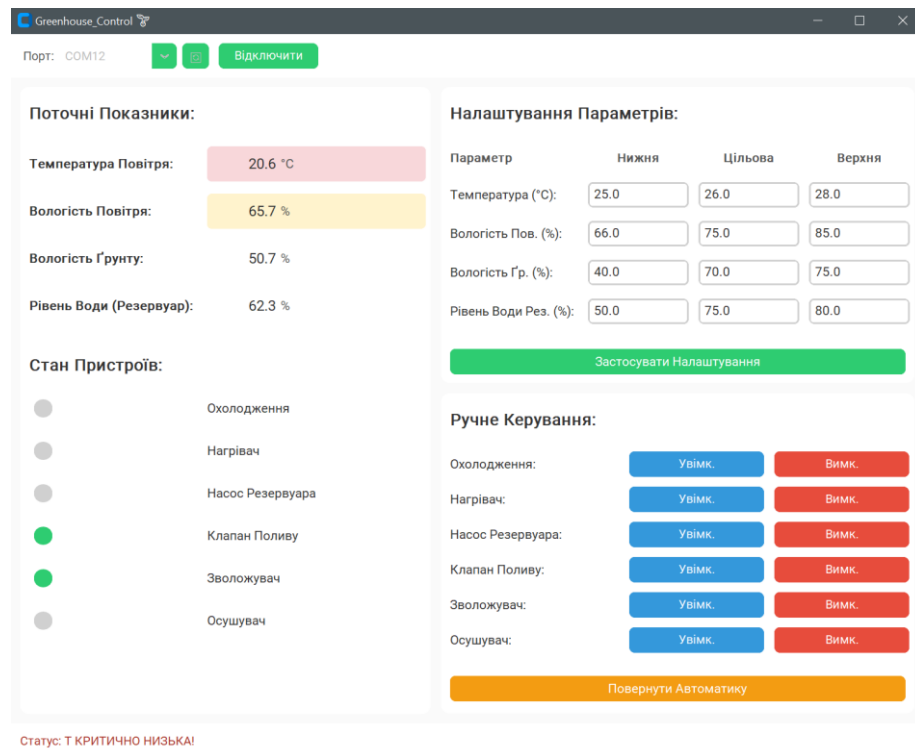 Greenhouse_Control
Порт: COM12 Відключити
Поточні Показники:
Температура Повітря: 20.6 °C
Вологість Повітря: 65.7 %
Вологість Ґрунту: 50.7 %
Рівень Води (Резервуар): 62.3 %
Стан Пристроїв:
Охолодження
Нагрівач
Насос Резервуара
Клапан Поливу
Зволожувач
Осушувач
Налаштування Параметрів:
Параметр Нижня Цільова Верхня
Температура (°C): 25.0 26.0 28.0
Вологість Пов. (%): 66.0 75.0 85.0
Вологість Ґр. (%): 40.0 70.0 75.0
Рівень Води Рез. (%): 50.0 75.0 80.0
Застосувати Налаштування
Ручне Керування:
Охолодження: Увімк. Вимк.
Нагрівач: Увімк. Вимк.
Насос Резервуара: Увімк. Вимк.
Клапан Поливу: Увімк. Вимк.
Зволожувач: Увімк. Вимк.
Осушувач: Увімк. Вимк.
Повернути Автоматику
Статус: Т КРИТИЧНО НИЗЬКА!